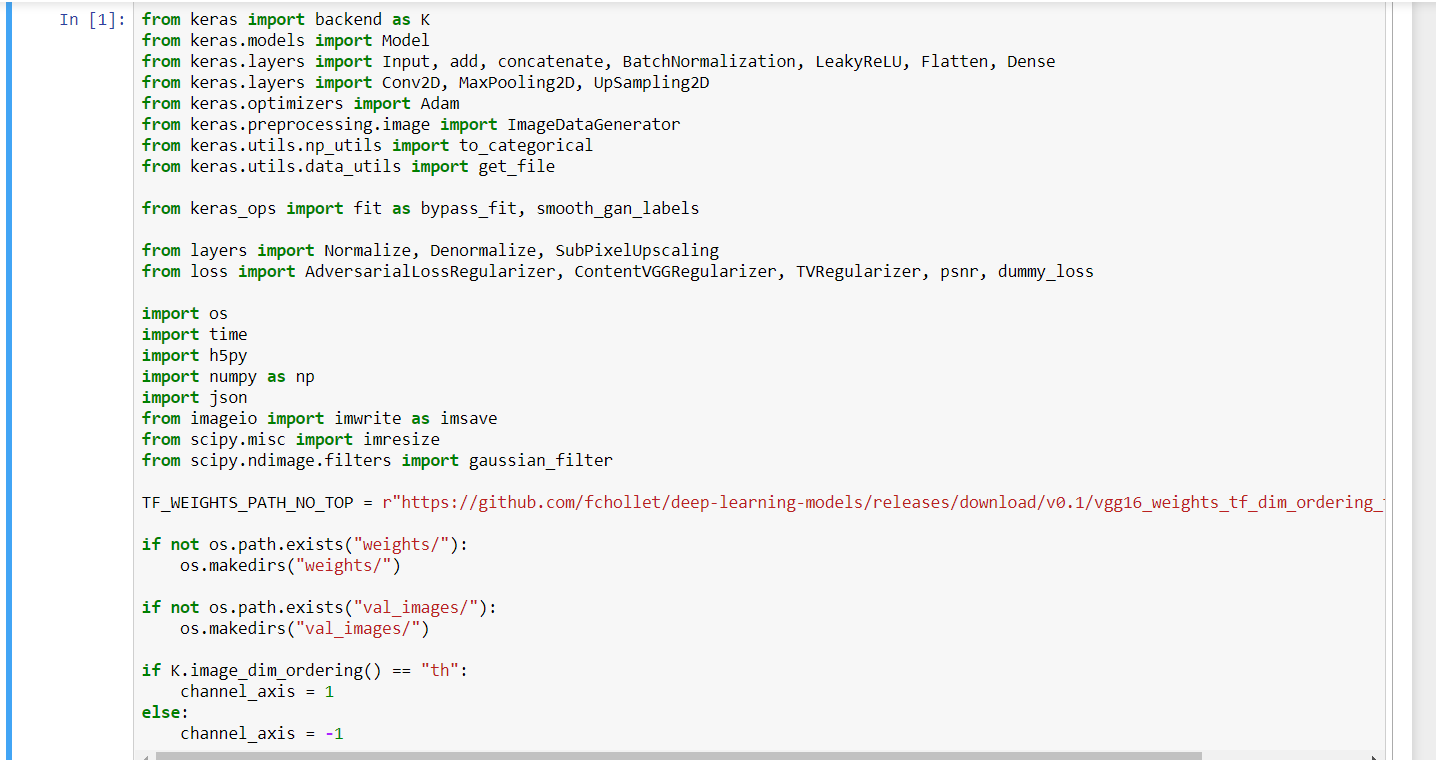 In [1]:
from keras import backend as K
from keras.models import Model
from keras.layers import Input, add, concatenate, BatchNormalization, LeakyReLU, Flatten, Dense
from keras.layers import Conv2D, MaxPooling2D, UpSampling2D
from keras.optimizers import Adam
from keras.preprocessing.image import ImageDataGenerator
from keras.utils.np_utils import to_categorical
from keras.utils.data_utils import get_file

from keras_ops import fit as bypass_fit, smooth_gan_labels

from layers import Normalize, Denormalize, SubPixelUpscaling
from loss import AdversarialLossRegularizer, ContentVGGRegularizer, TVRegularizer, psnr, dummy_loss

import os
import time
import h5py
import numpy as np
import json
from imageio import imwrite as imsave
from scipy.misc import imresize
from scipy.ndimage.filters import gaussian_filter

TF_WEIGHTS_PATH_NO_TOP = r"https://github.com/fchollet/deep-learning-models/releases/download/v0.1/vgg16_weights_tf_dim_ordering_

if not os.path.exists("weights/"):
    os.makedirs("weights/")

if not os.path.exists("val_images/"):
    os.makedirs("val_images/")

if K.image_dim_ordering() == "th":
    channel_axis = 1
else:
    channel_axis = -1